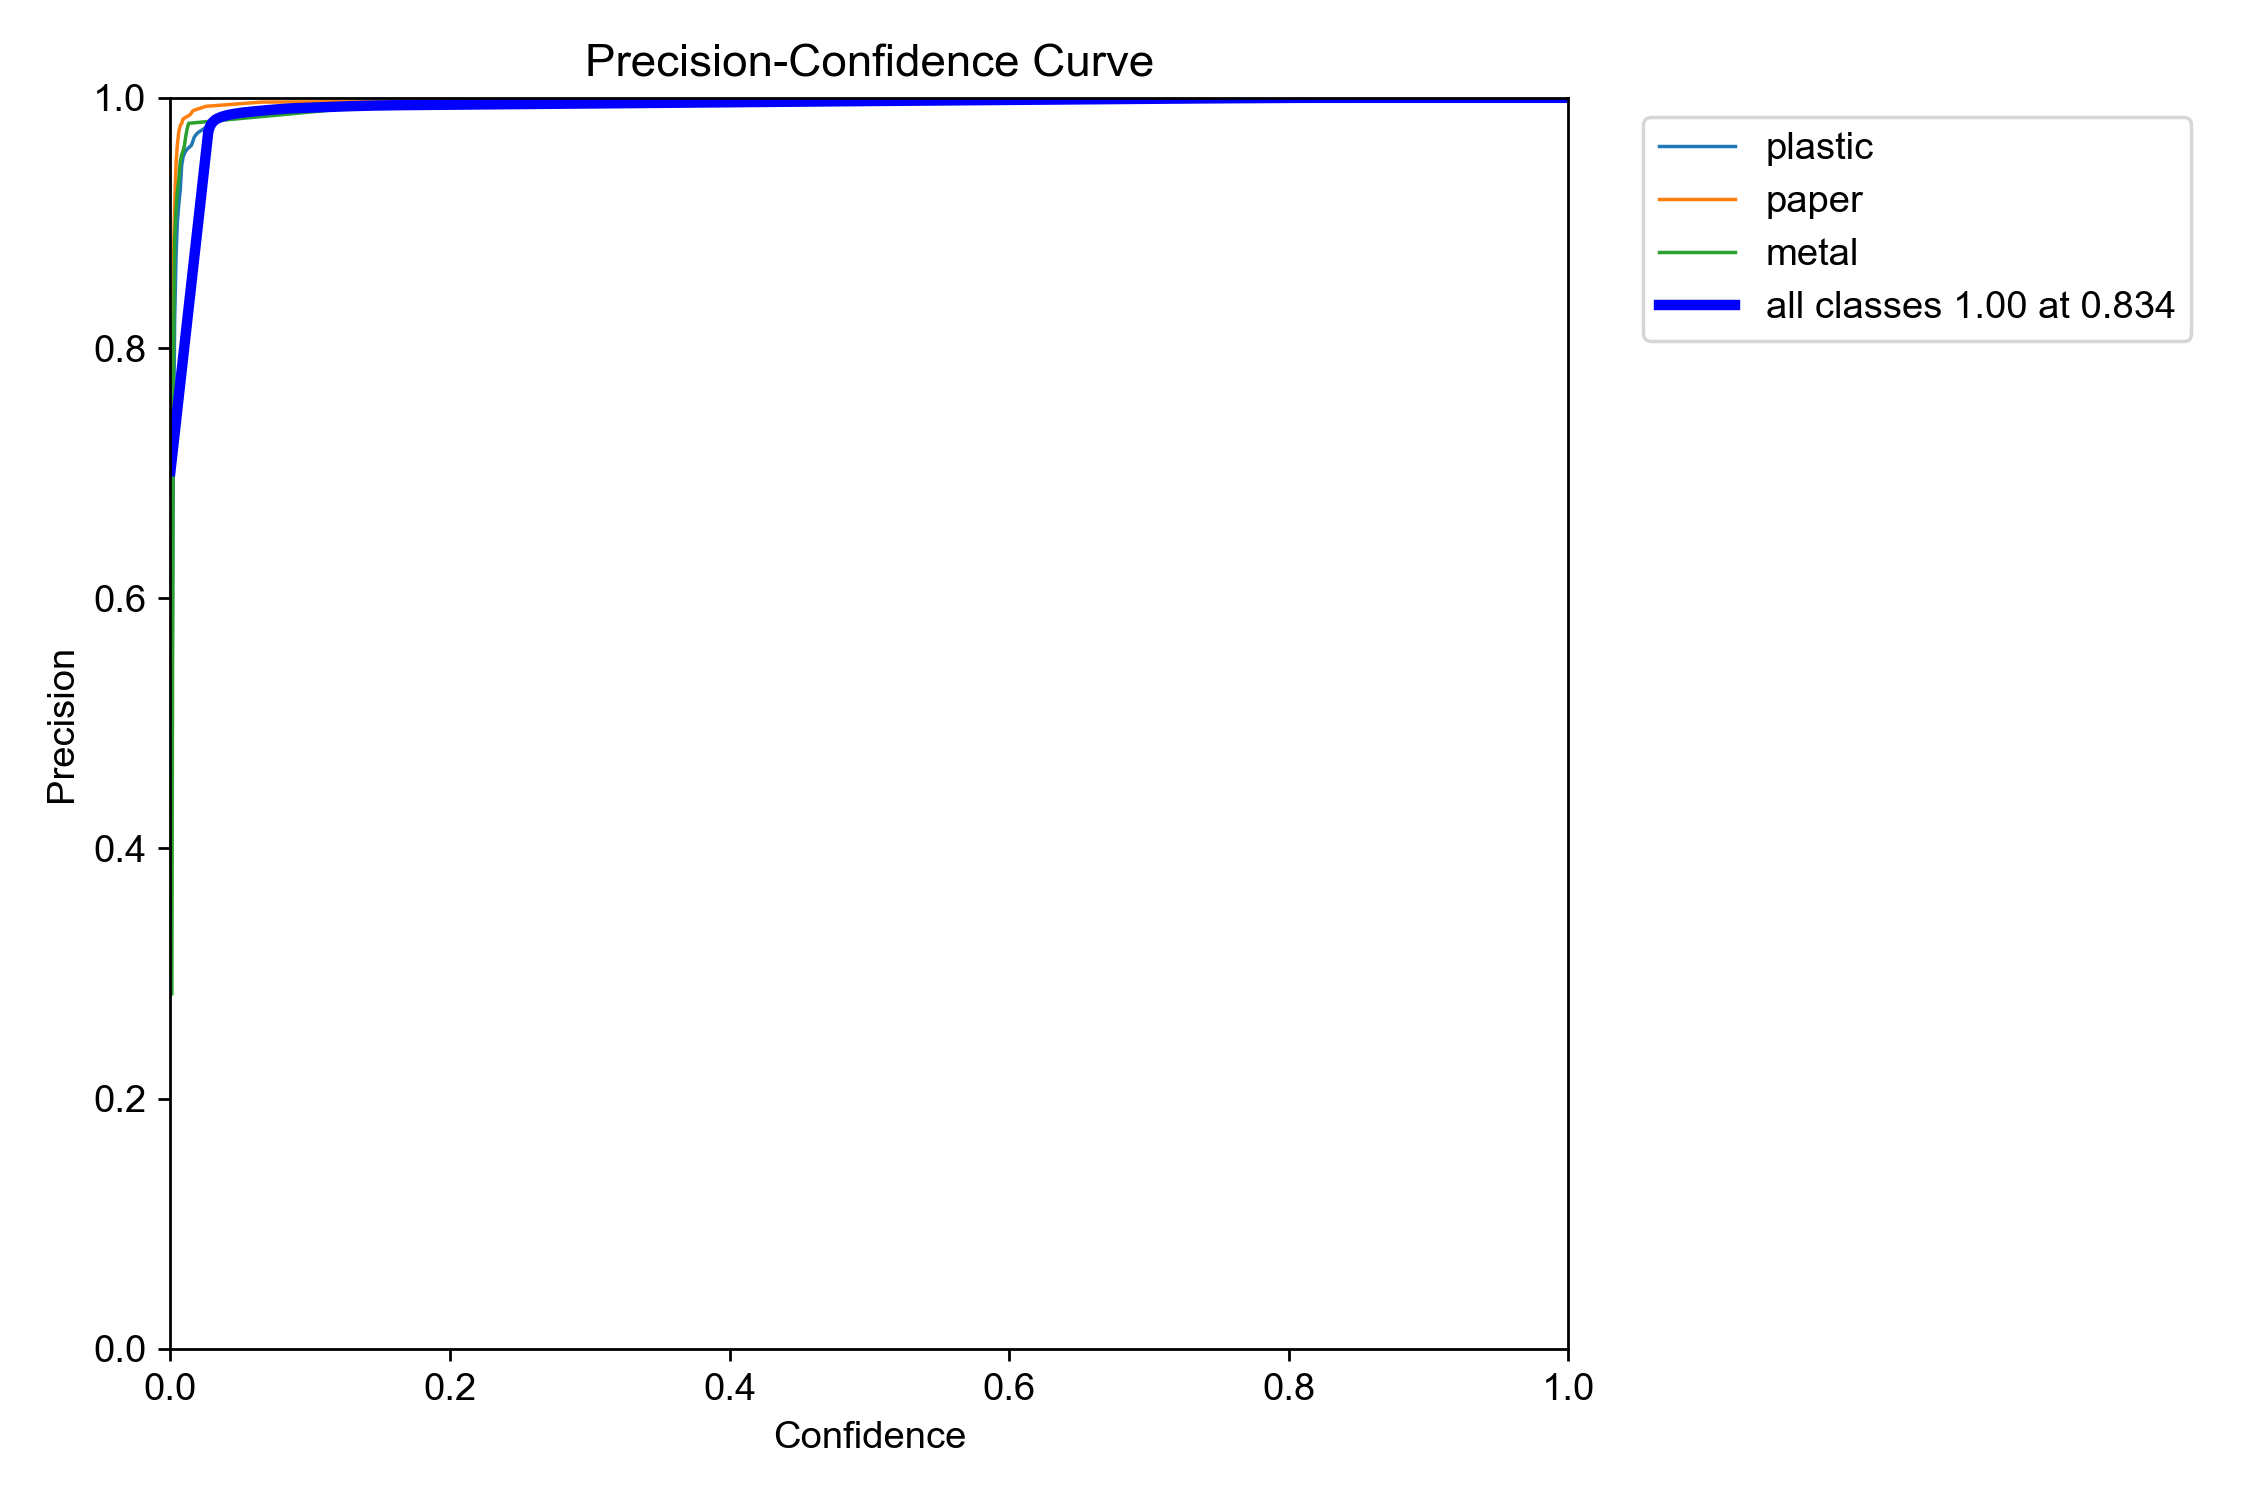 Precision-Confidence Curve
1.0
0.8
0.6
0.4
0.2
0.0
Precision
0.0 0.2 0.4 0.6 0.8 1.0
Confidence
plastic
paper
metal
all classes 1.00 at 0.834